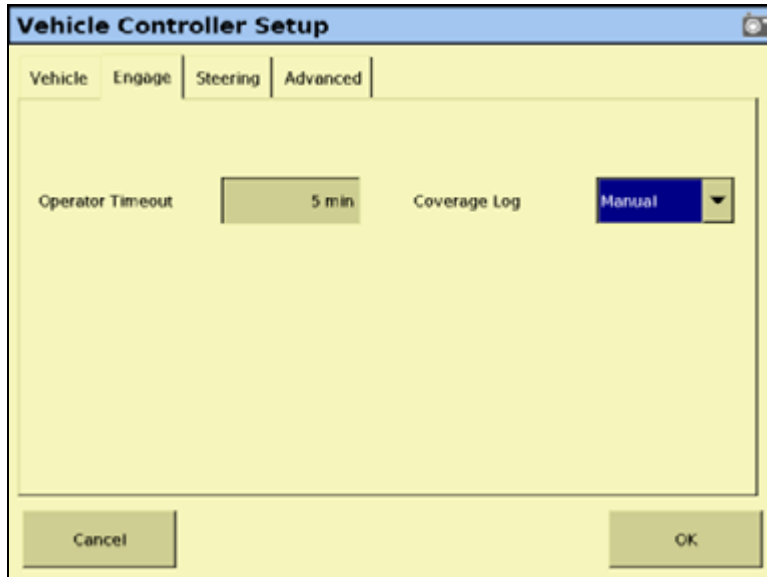 Vehicle Controller Setup
Vehicle Engage Steering Advanced
Operator Timeout 5 min Coverage Log Manual
Cancel OK